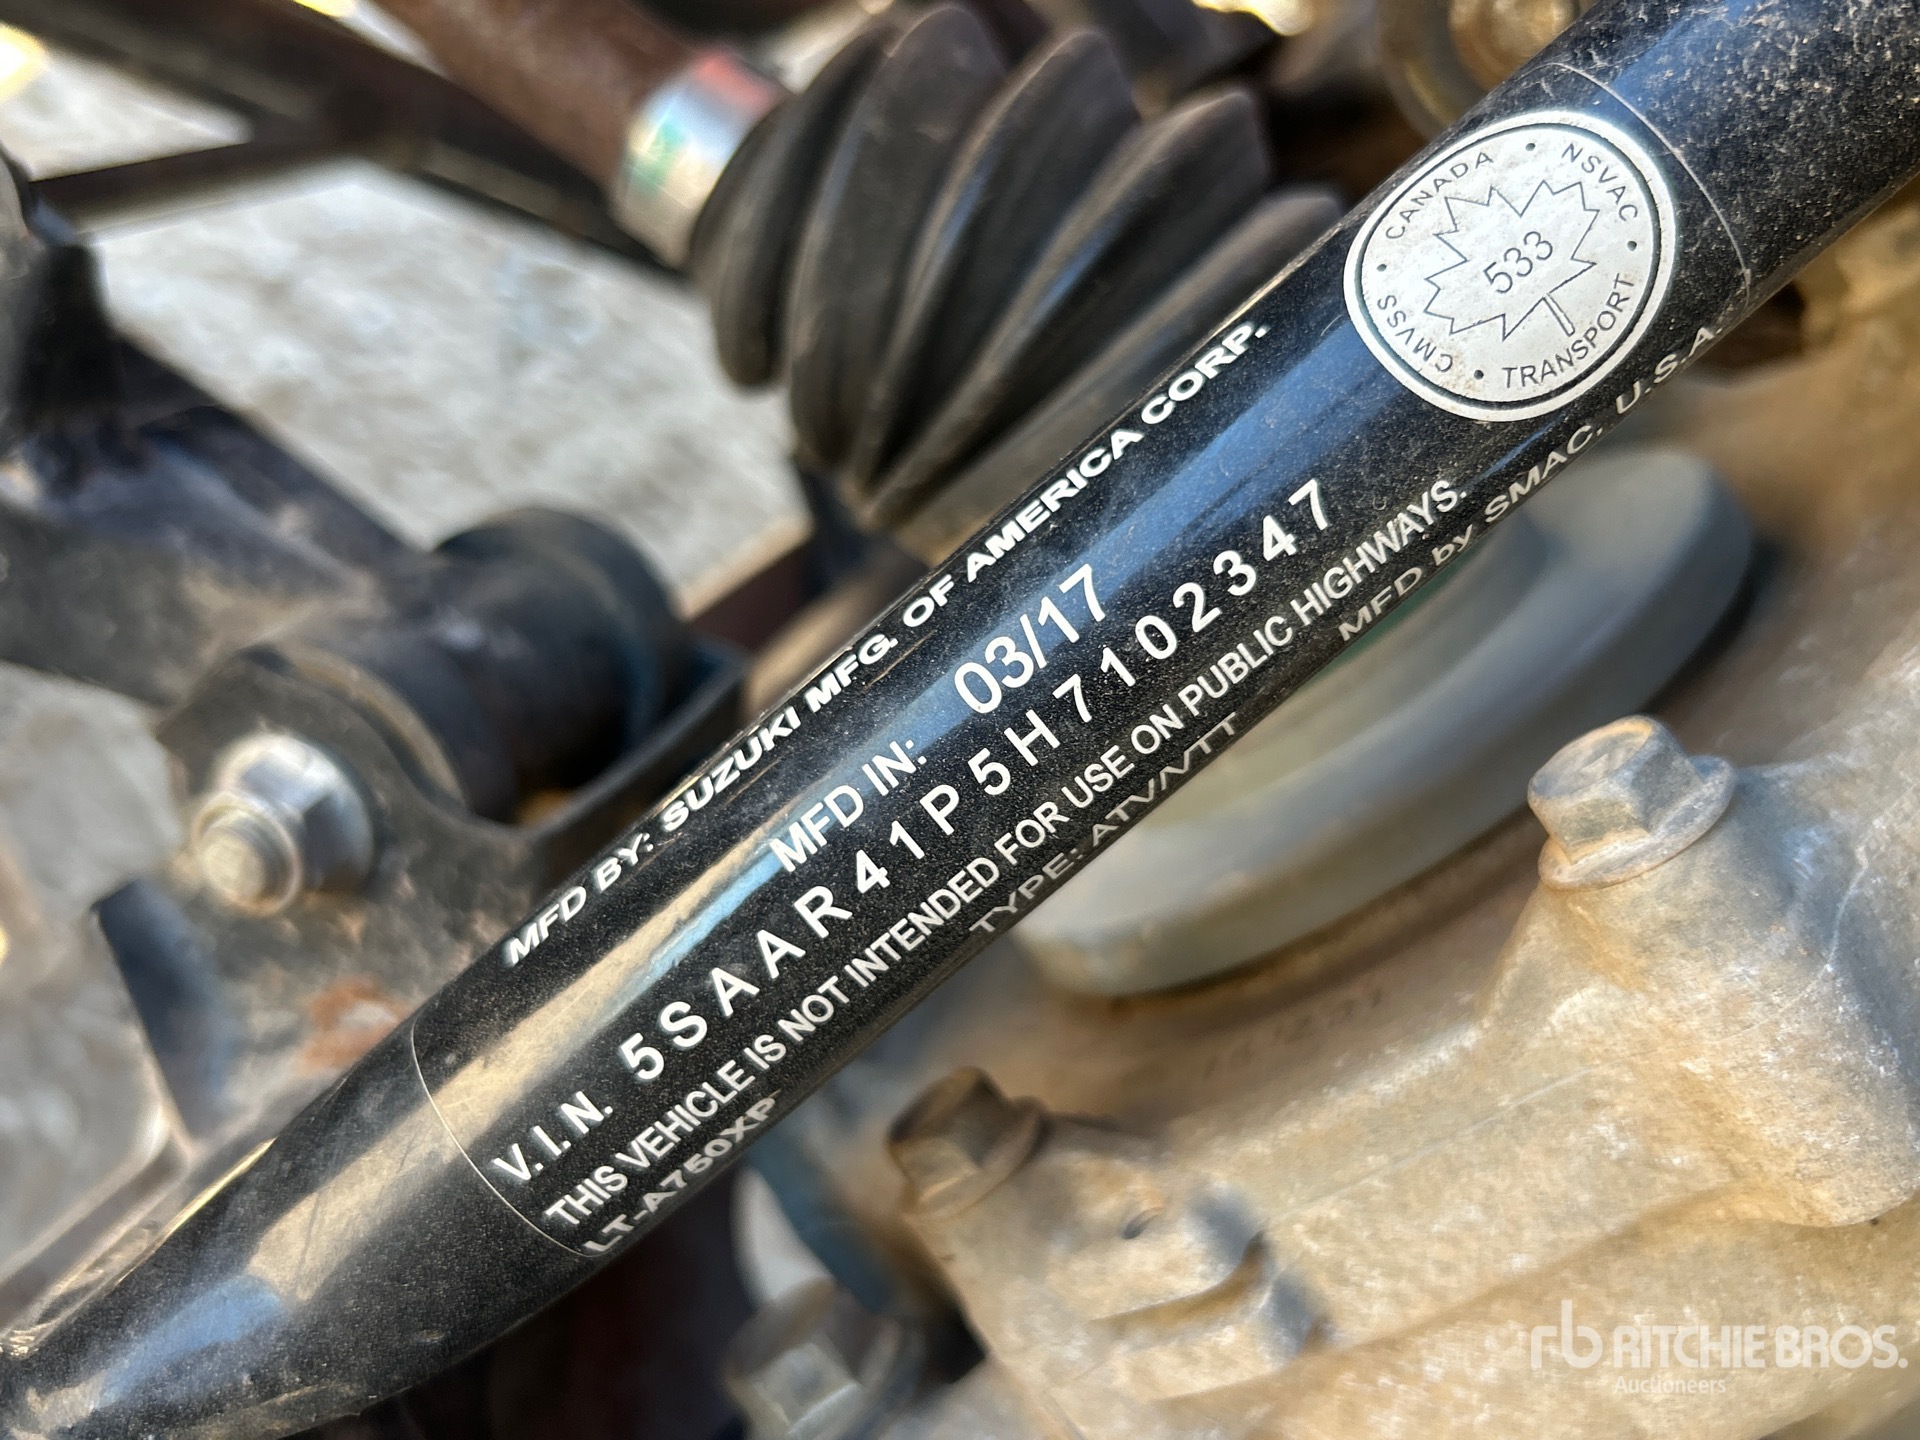 MFD BY: SUZUKI MFG. OF AMERICA CORP.
MFD IN: 03/17
V.I.N. 5SAAR41P5H7102347
THIS VEHICLE IS NOT INTENDED FOR USE ON PUBLIC HIGHWAYS.
LT-A750XP TYPE: ATV/VTT MFD by SMAC, U.S.A.
CANADA • NSVAC • TRANSPORT • CMVSS •
533
rb RITCHIE BROS.
Auctioneers